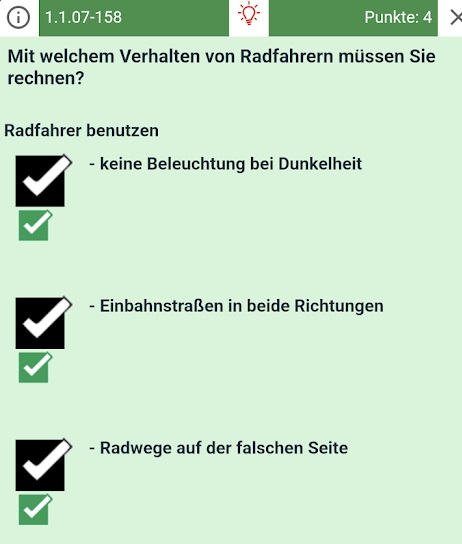 1.1.07-158 Punkte: 4
Mit welchem Verhalten von Radfahrern müssen Sie
rechnen?
Radfahrer benutzen
- keine Beleuchtung bei Dunkelheit
- Einbahnstraßen in beide Richtungen
- Radwege auf der falschen Seite